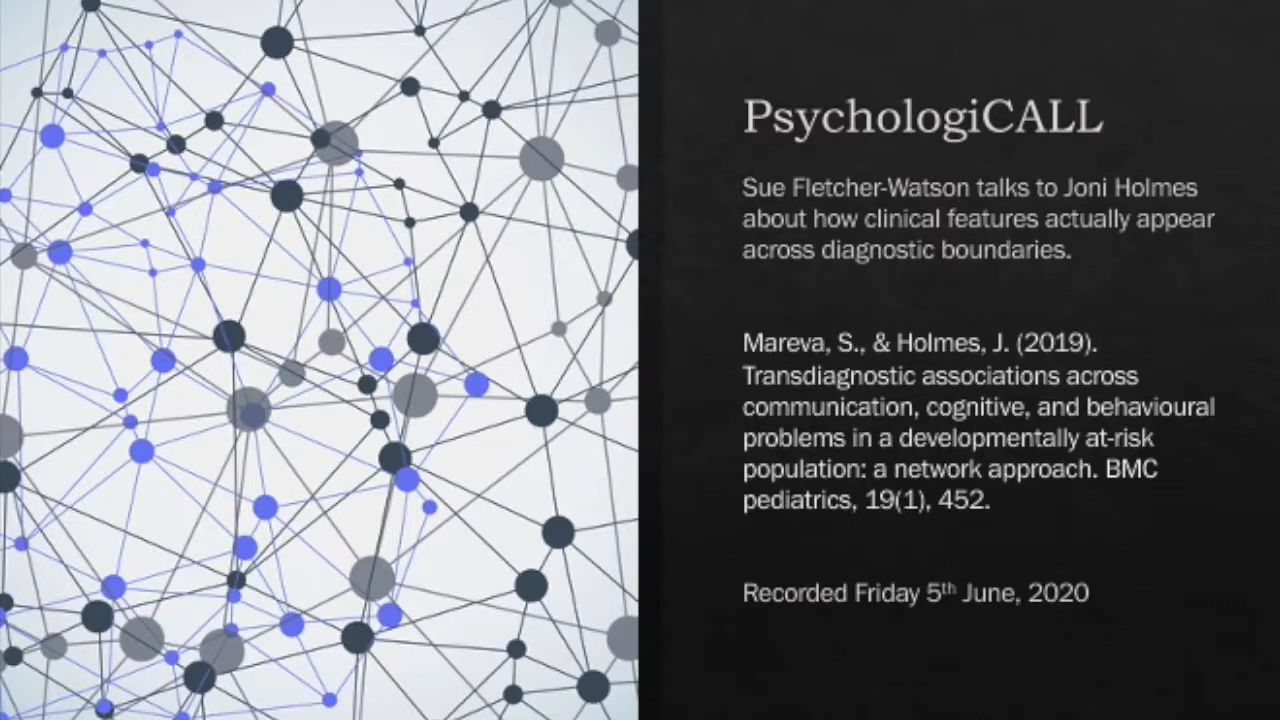 PsychologiCALL
Sue Fletcher-Watson talks to Joni Holmes
about how clinical features actually appear
across diagnostic boundaries.
Mareva, S., & Holmes, J. (2019).
Transdiagnostic associations across
communication, cognitive, and behavioural
problems in a developmentally at-risk
population: a network approach. BMC
pediatrics, 19(1), 452.
Recorded Friday 5th June, 2020